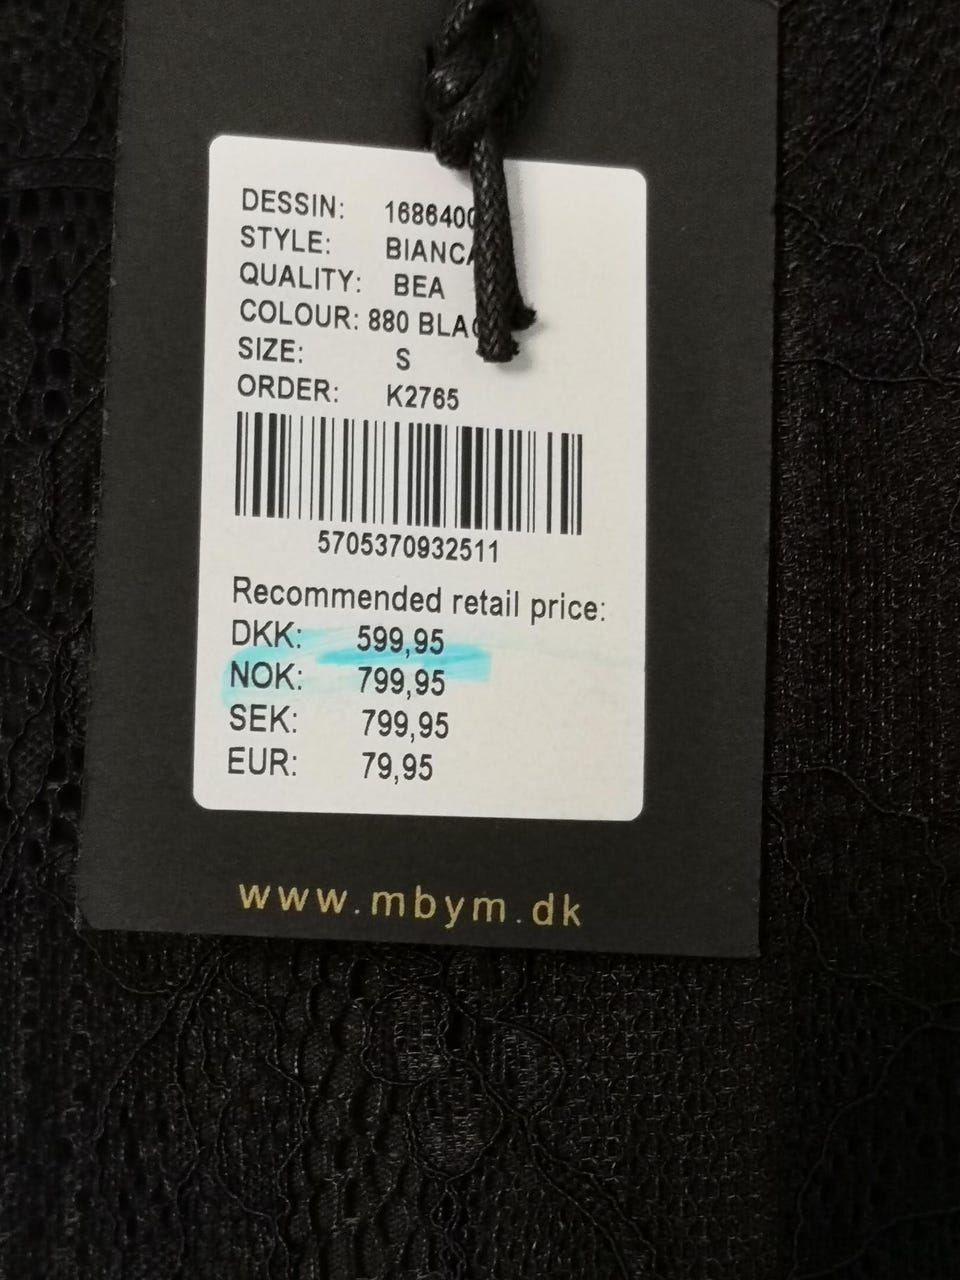 DESSIN: 1686400
STYLE: BIANCA
QUALITY: BEA
COLOUR: 880
SIZE: S
ORDER: K2765
5705370932511
Recommended retail price:
DKK: 599,95
NOK: 799,95
SEK: 799,95
EUR: 79,95
www.mbym.dk